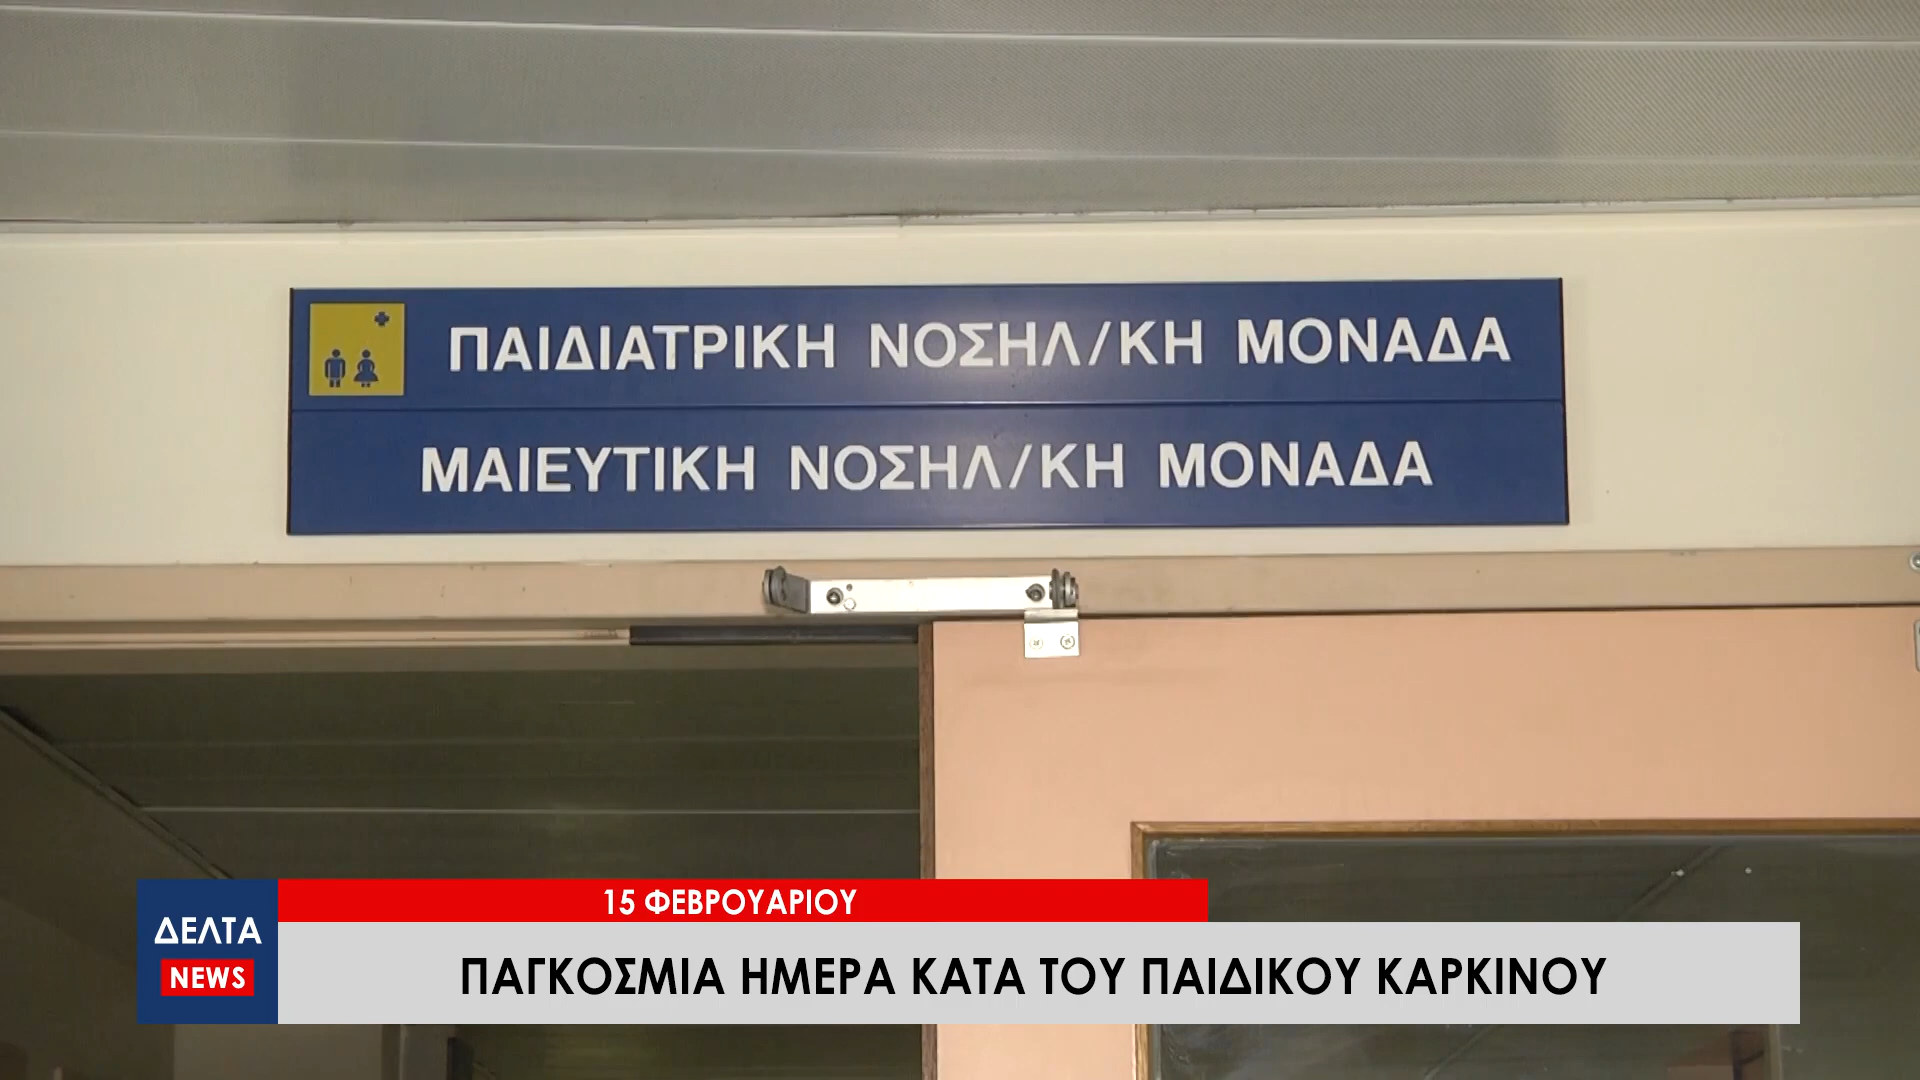 ΠΑΙΔΙΑΤΡΙΚΗ ΝΟΣΗΛ/ΚΗ ΜΟΝΑΔΑ
ΜΑΙΕΥΤΙΚΗ ΝΟΣΗΛ/ΚΗ ΜΟΝΑΔΑ
15 ΦΕΒΡΟΥΑΡΙΟΥ
ΔΕΛΤΑ
NEWS
ΠΑΓΚΟΣΜΙΑ ΗΜΕΡΑ ΚΑΤΑ ΤΟΥ ΠΑΙΔΙΚΟΥ ΚΑΡΚΙΝΟΥ